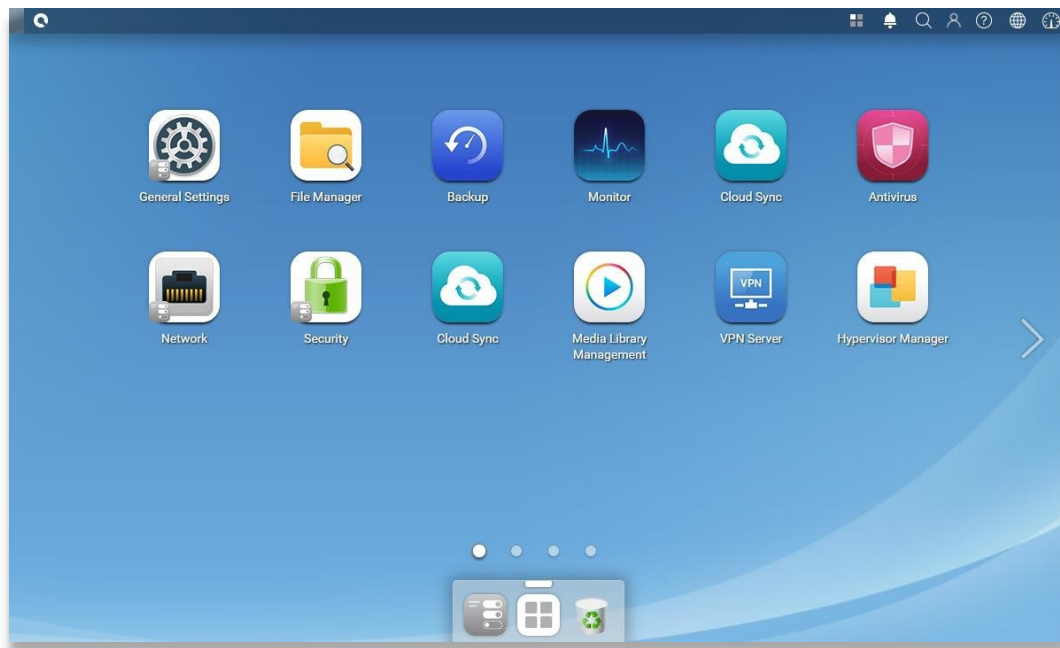 General Settings
File Manager
Backup
Monitor
Cloud Sync
Antivirus
Network
Security
Cloud Sync
Media Library
Management
VPN
VPN Server
Hypervisor Manager